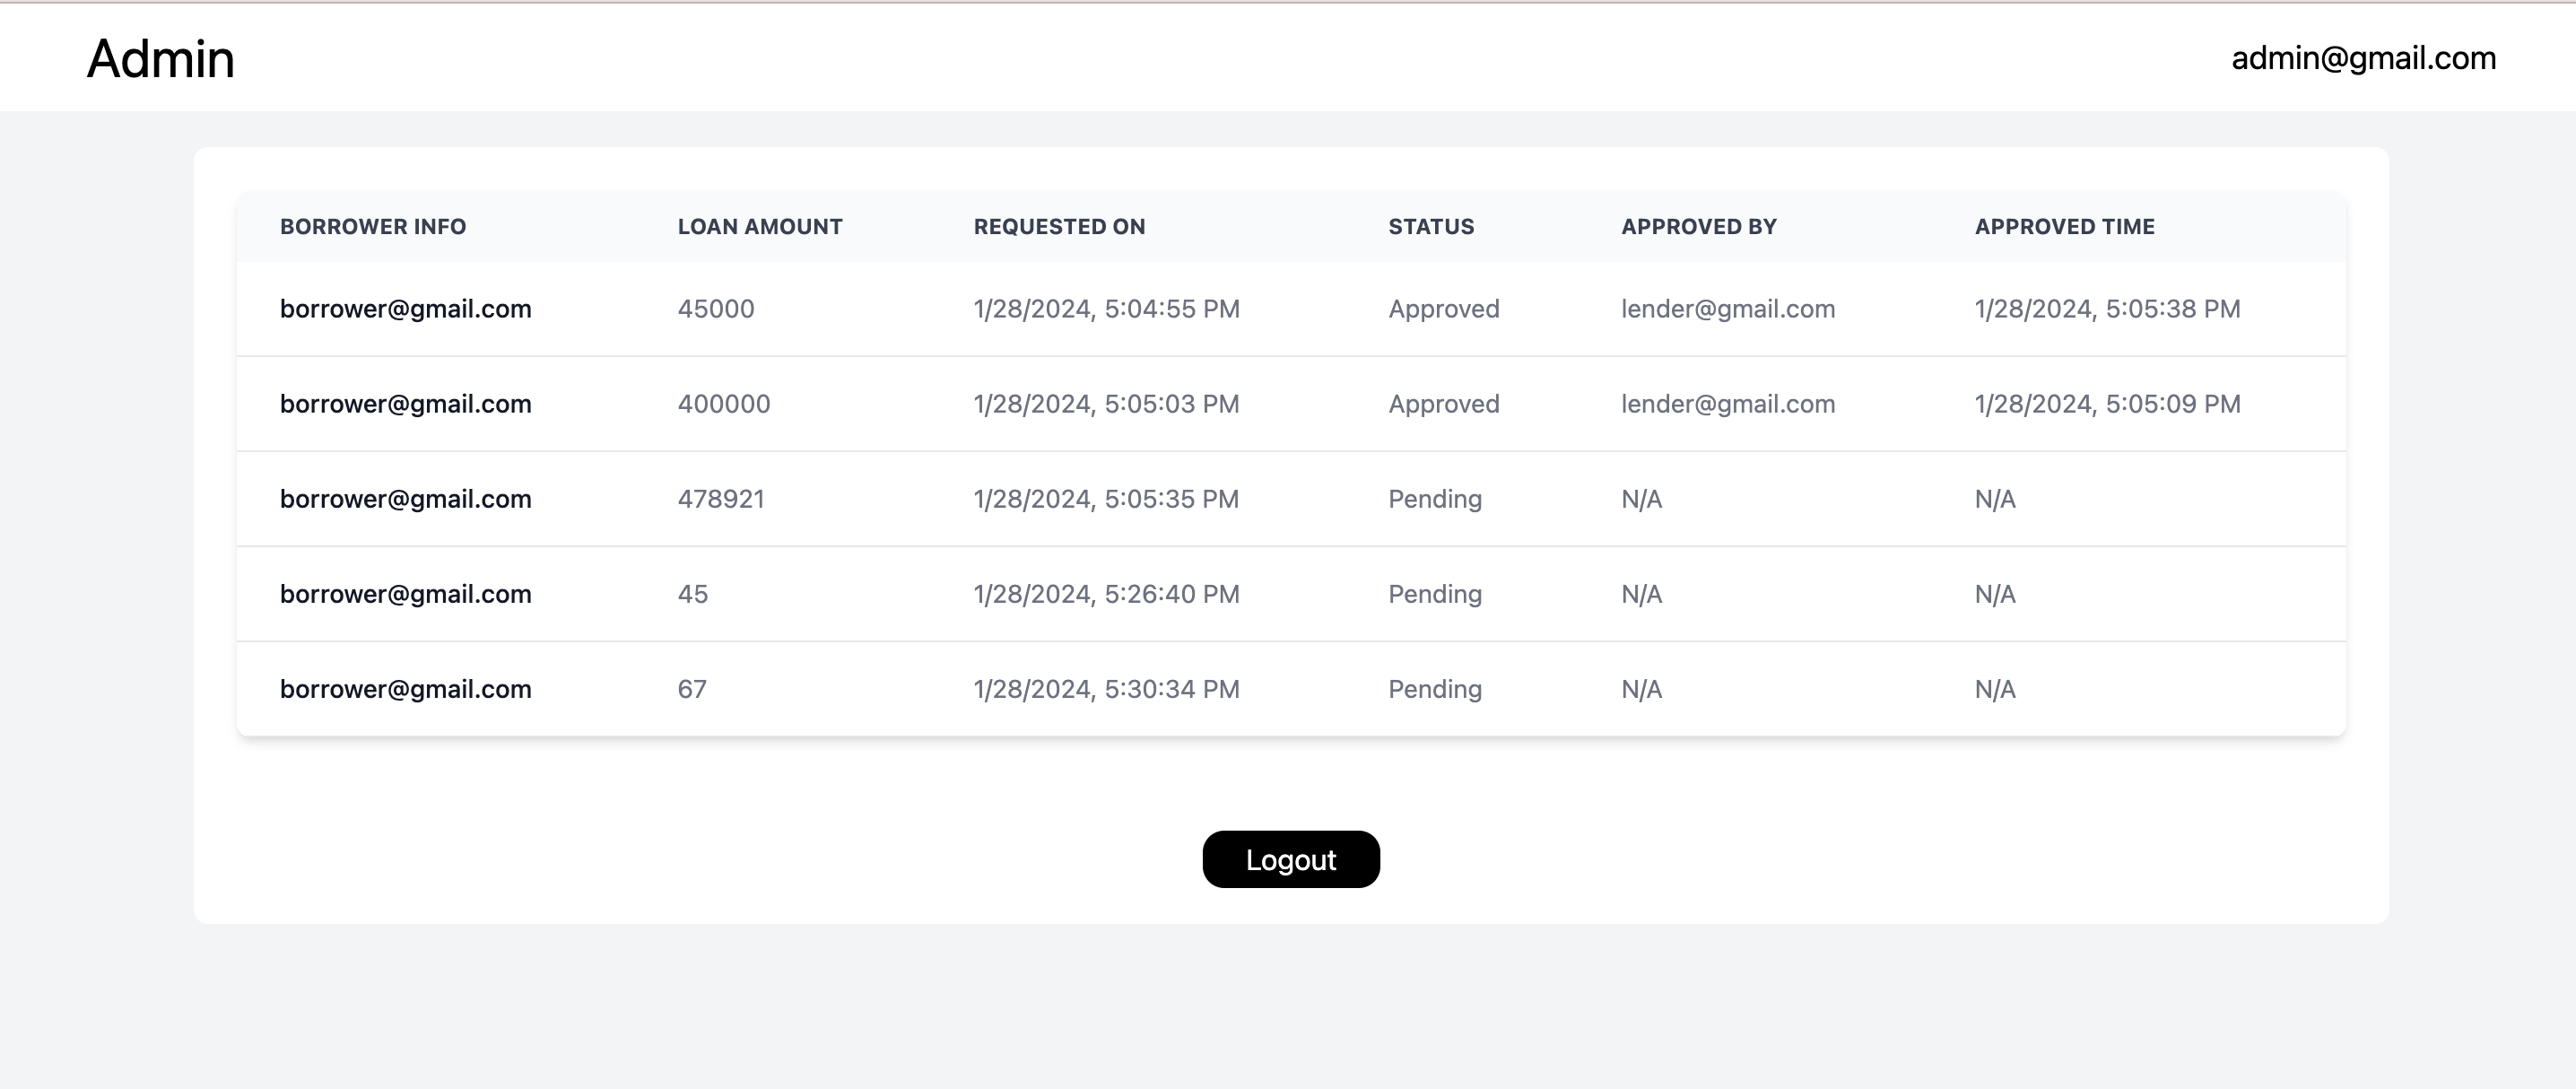 Admin admin@gmail.com
BORROWER INFO LOAN AMOUNT REQUESTED ON STATUS APPROVED BY APPROVED TIME
borrower@gmail.com 45000 1/28/2024, 5:04:55 PM Approved lender@gmail.com 1/28/2024, 5:05:38 PM
borrower@gmail.com 400000 1/28/2024, 5:05:03 PM Approved lender@gmail.com 1/28/2024, 5:05:09 PM
borrower@gmail.com 478921 1/28/2024, 5:05:35 PM Pending N/A N/A
borrower@gmail.com 45 1/28/2024, 5:26:40 PM Pending N/A N/A
borrower@gmail.com 67 1/28/2024, 5:30:34 PM Pending N/A N/A
Logout